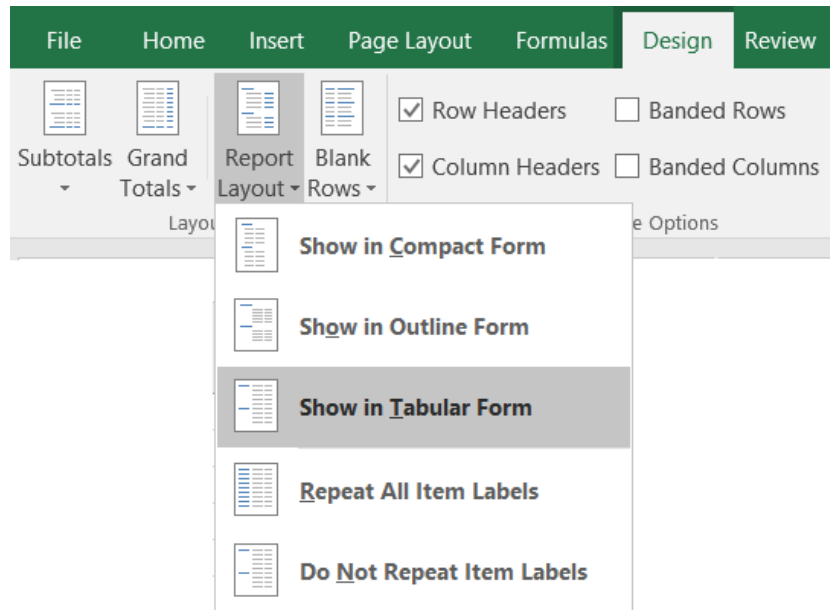 File Home Insert Page Layout Formulas Design Review
Row Headers Banded Rows
Subtotals Grand Totals Report Layout Blank Rows
Column Headers Banded Columns
Layou e Options
Show in Compact Form
Show in Outline Form
Show in Tabular Form
Repeat All Item Labels
Do Not Repeat Item Labels